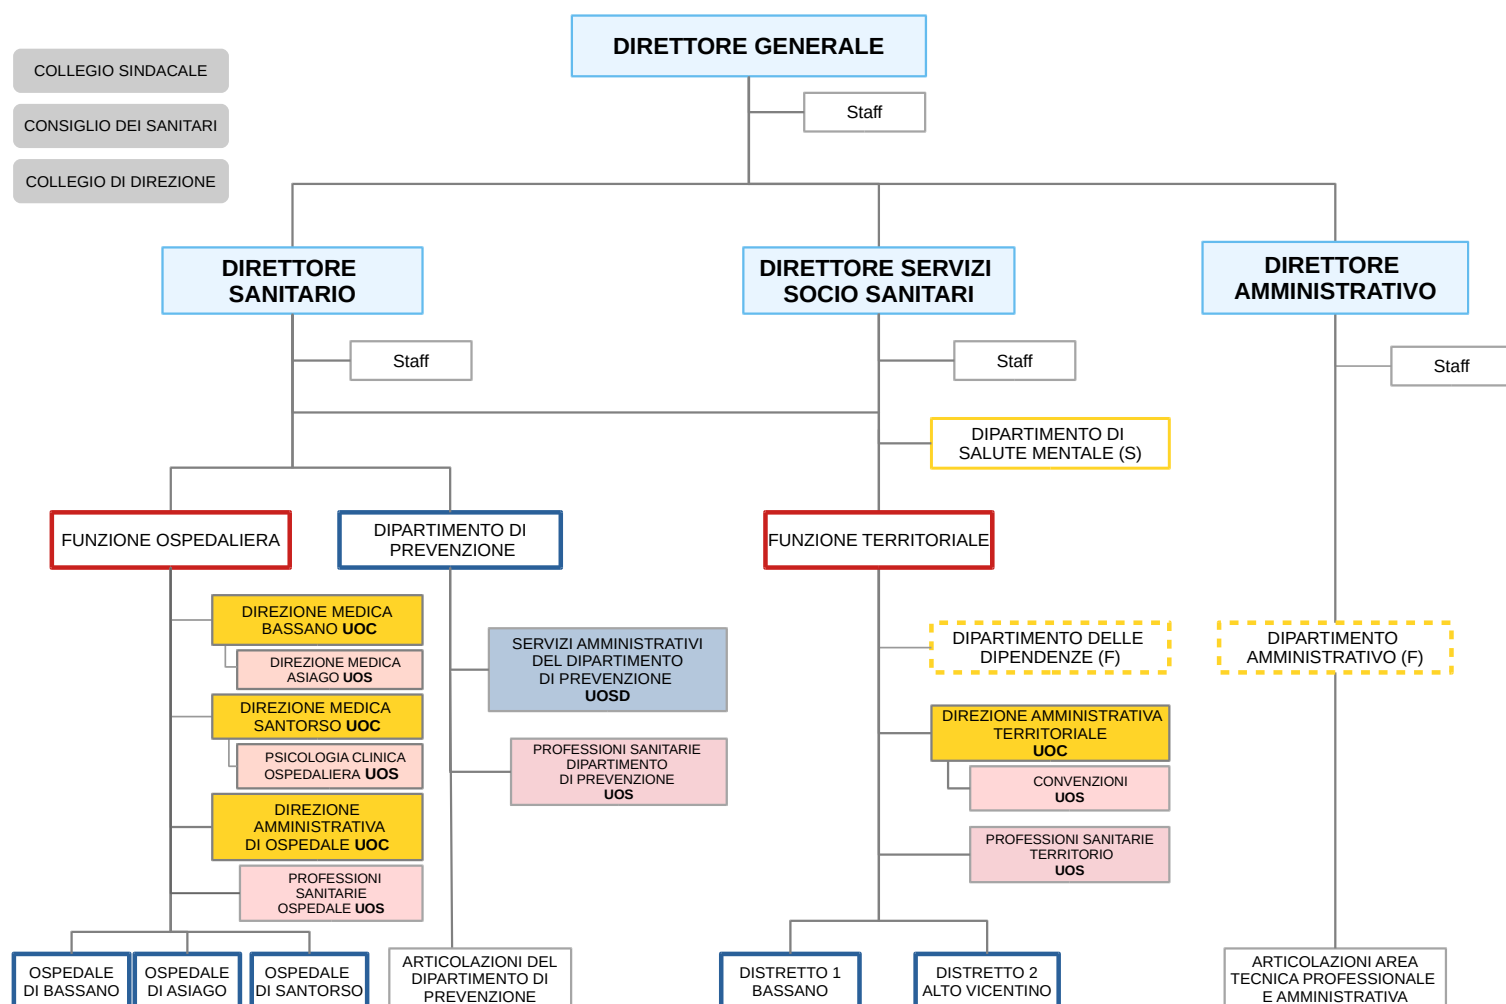 DIRETTORE GENERALE
COLLEGIO SINDACALE
Staff
CONSIGLIO DEI SANITARI
COLLEGIO DI DIREZIONE
DIRETTORE
SANITARIO
DIRETTORE SERVIZI
SOCIO SANITARI
DIRETTORE
AMMINISTRATIVO
Staff
Staff
Staff
DIPARTIMENTO DI
SALUTE MENTALE (S)
FUNZIONE OSPEDALIERA
DIPARTIMENTO DI
PREVENZIONE
FUNZIONE TERRITORIALE
DIREZIONE MEDICA
BASSANO UOC
DIREZIONE MEDICA
ASIAGO UOS
DIREZIONE MEDICA
SANTORSO UOC
PSICOLOGIA CLINICA
OSPEDALIERA UOS
DIREZIONE
AMMINISTRATIVA
DI OSPEDALE UOC
PROFESSIONI
SANITARIE
OSPEDALE UOS
SERVIZI AMMINISTRATIVI
DEL DIPARTIMENTO
DI PREVENZIONE
UOSD
PROFESSIONI SANITARIE
DIPARTIMENTO
DI PREVENZIONE
UOS
DIPARTIMENTO DELLE
DIPENDENZE (F)
DIREZIONE AMMINISTRATIVA
TERRITORIALE
UOC
CONVENZIONI
UOS
PROFESSIONI SANITARIE
TERRITORIO
UOS
DIPARTIMENTO
AMMINISTRATIVO (F)
OSPEDALE
DI BASSANO
OSPEDALE
DI ASIAGO
OSPEDALE
DI SANTORSO
ARTICOLAZIONI DEL
DIPARTIMENTO DI
PREVENZIONE
DISTRETTO 1
BASSANO
DISTRETTO 2
ALTO VICENTINO
ARTICOLAZIONI AREA
TECNICA PROFESSIONALE
E AMMINISTRATIVA